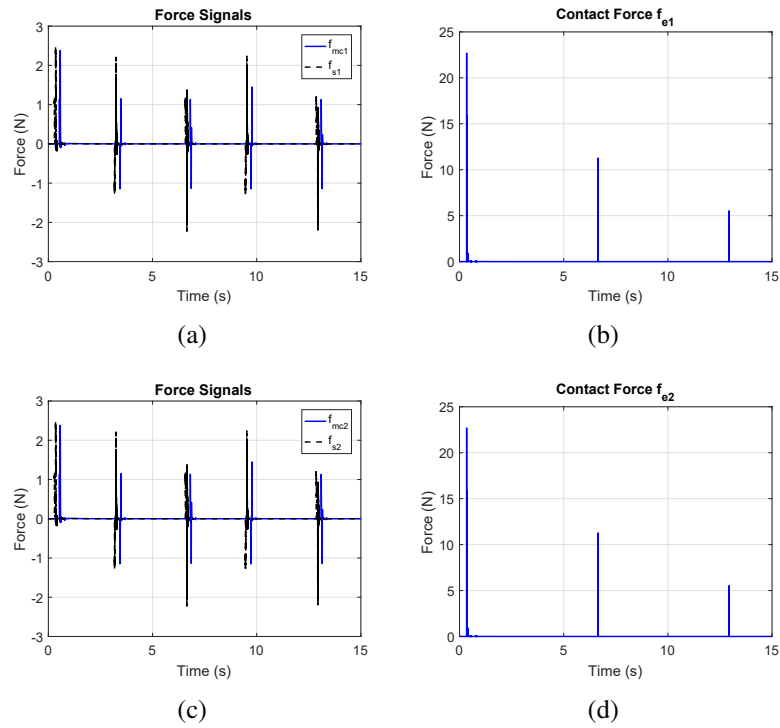 Force Signals
3
2
1
0
-1
-2
-3
Force (N)
f_mc1
f_s1
0 5 10 15
Time (s)
(a)
Contact Force f_e1
25
20
15
10
5
0
Force (N)
0 5 10 15
Time (s)
(b)
Force Signals
3
2
1
0
-1
-2
-3
Force (N)
f_mc2
f_s2
0 5 10 15
Time (s)
(c)
Contact Force f_e2
25
20
15
10
5
0
Force (N)
0 5 10 15
Time (s)
(d)